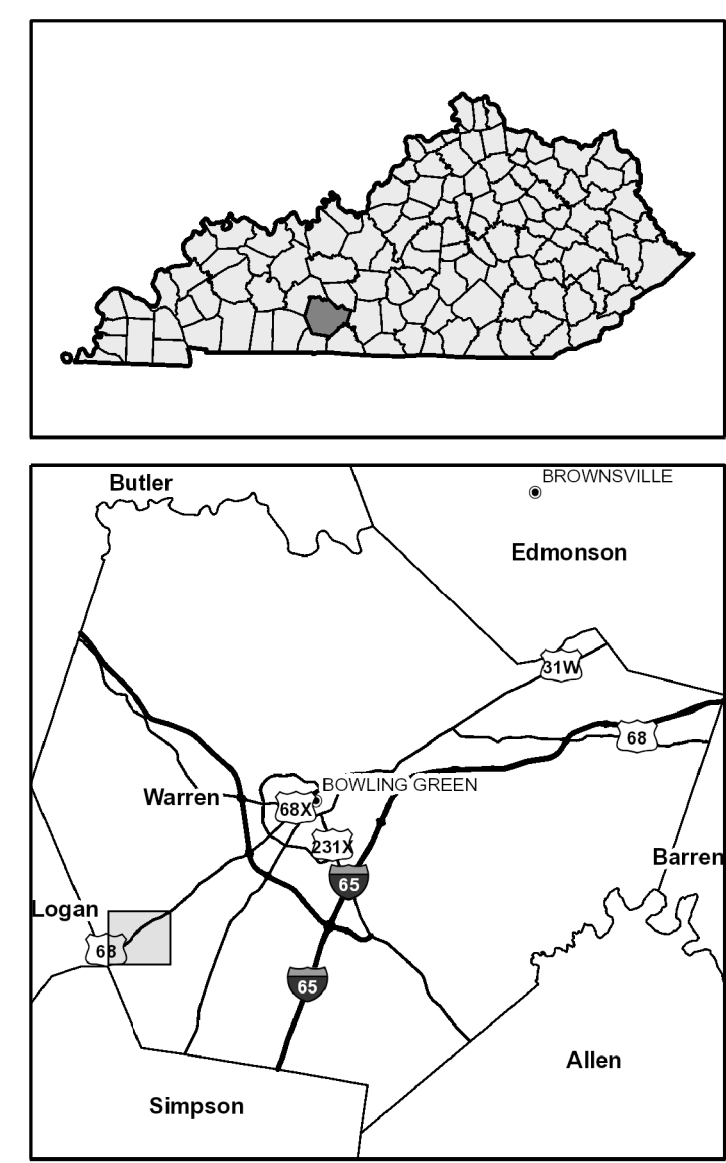 Butler
BROWNSVILLE
Edmonson
31W
68
BOWLING GREEN
Warren
68X
231X
Barren
65
Logan
68
65
Allen
Simpson